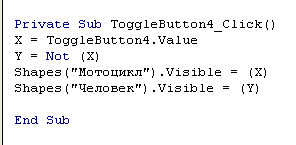 Private Sub ToggleButton4_Click()
X = ToggleButton4.Value
Y = Not (X)
Shapes("Мотоцикл").Visible = (X)
Shapes("Человек").Visible = (Y)
End Sub